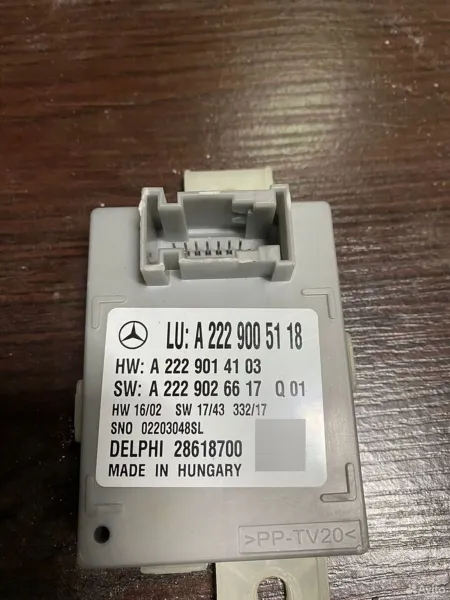 LU: A 222 900 51 18
HW: A 222 901 41 03
SW: A 222 902 66 17 Q 01
HW 16/02 SW 17/43 332/17
SNO 02203048SL
DELPHI 28618700
MADE IN HUNGARY
>PP-TV20<
Avito